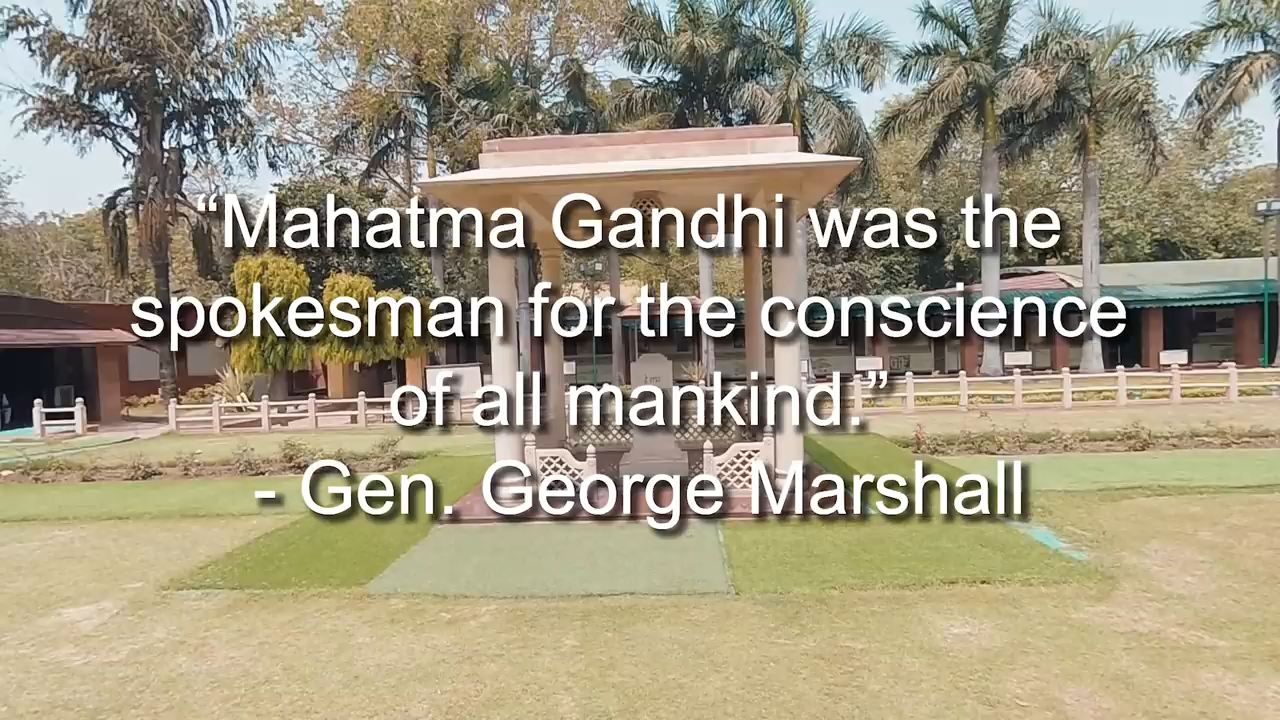 “Mahatma Gandhi was the
spokesman for the conscience
of all mankind.”
- Gen. George Marshall